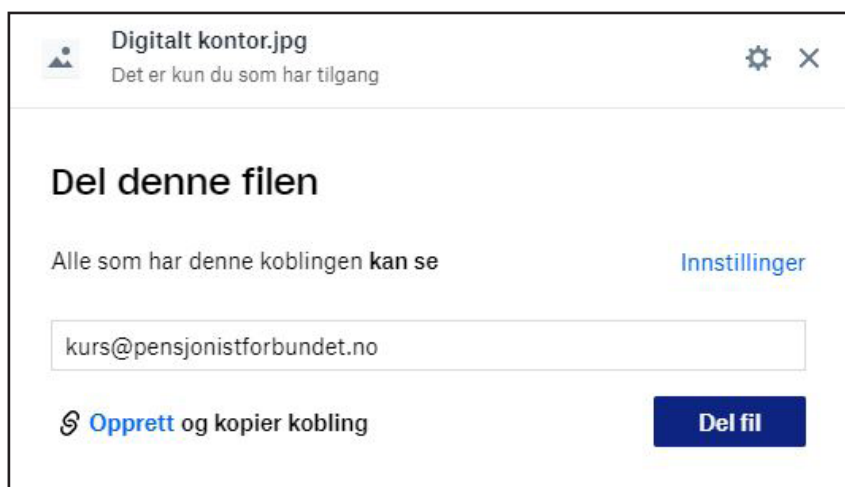 Digitalt kontor.jpg
Det er kun du som har tilgang
Del denne filen
Alle som har denne koblingen kan se
Innstillinger
kurs@pensjonistforbundet.no
Opprett og kopier kobling
Del fil